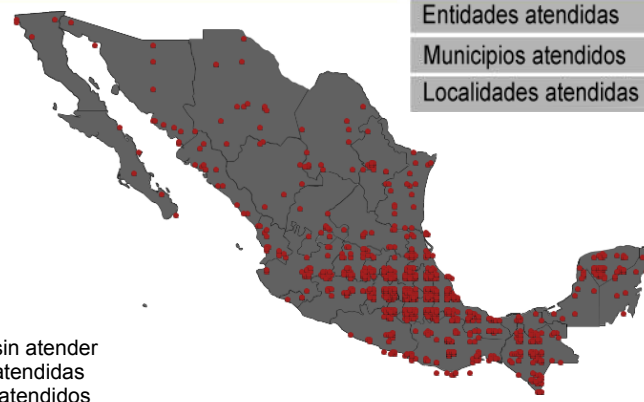 Entidades atendidas
Municipios atendidos
Localidades atendidas
sin atender
atendidas
atendidos